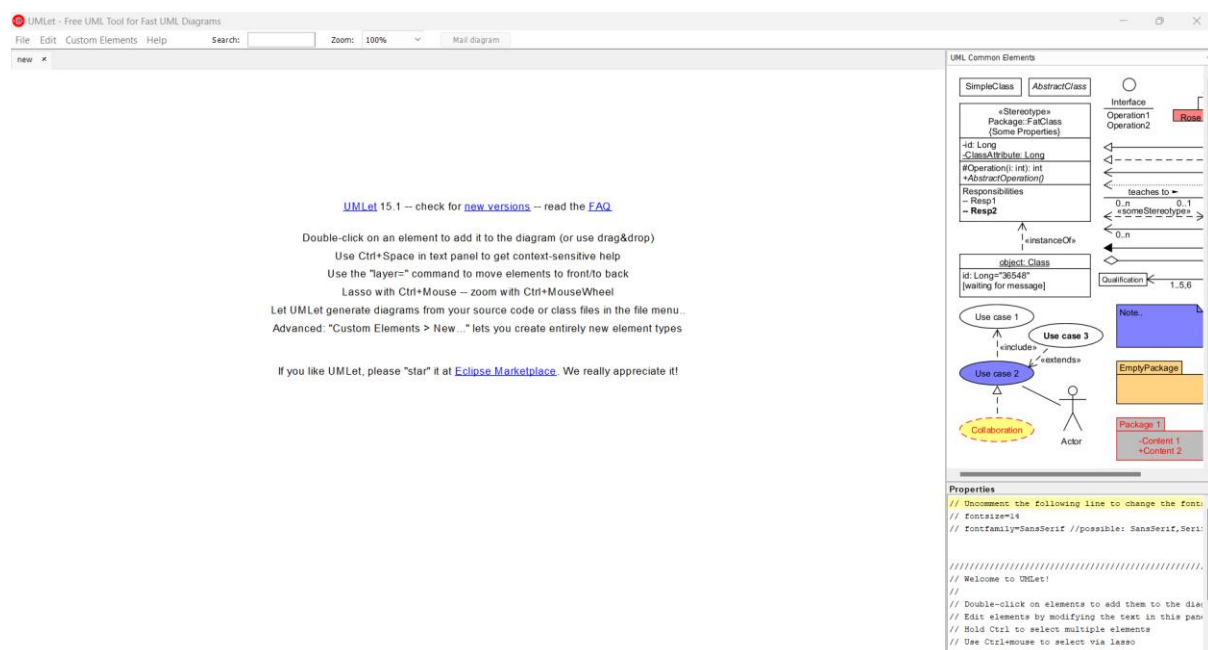 UMLet - Free UML Tool for Fast UML Diagrams
File Edit Custom Elements Help Search: Zoom: 100% Mail diagram
new
UMLet 15.1 -- check for new versions -- read the FAQ
Double-click on an element to add it to the diagram (or use drag&drop)
Use Ctrl+Space in text panel to get context-sensitive help
Use the "layer=" command to move elements to front/to back
Lasso with Ctrl+Mouse -- zoom with Ctrl+MouseWheel
Let UMLet generate diagrams from your source code or class files in the file menu..
Advanced: "Custom Elements > New..." lets you create entirely new element types
If you like UMLet, please "star" it at Eclipse Marketplace. We really appreciate it!
UML Common Elements
SimpleClass
AbstractClass
«Stereotype»
Package::FatClass
{Some Properties}
-id: Long
-ClassAttribute: Long
#Operation(i: int): int
+AbstractOperation()
Responsibilities
-- Resp1
-- Resp2
«instanceOf»
object: Class
id: Long="36548"
[waiting for message]
Interface
Operation1
Operation2
Rose
teaches to
0..n 0..1
«someStereotype»
0..n
Qualification
1..5,6
Use case 1
Use case 3
«include»
«extends»
Use case 2
Collaboration
Actor
Note..
EmptyPackage
Package 1
-Content 1
+Content 2
Properties
// Uncomment the following line to change the font
// fontsize=14
// fontfamily=SansSerif //possible: SansSerif,Seri
//////////////////////////////////////////////////
// Welcome to UMLet!
//
// Double-click on elements to add them to the dia
// Edit elements by modifying the text in this pan
// Hold Ctrl to select multiple elements
// Use Ctrl+mouse to select via lasso